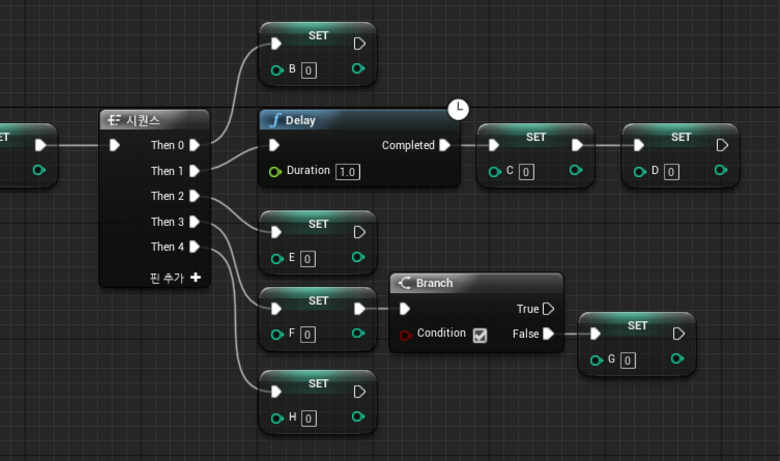 SET
B 0
ET
시퀀스
Then 0
Then 1
Then 2
Then 3
Then 4
핀 추가
Delay
Completed
Duration 1.0
SET
C 0
SET
D 0
SET
E 0
SET
F 0
Branch
True
Condition
False
SET
G 0
SET
H 0